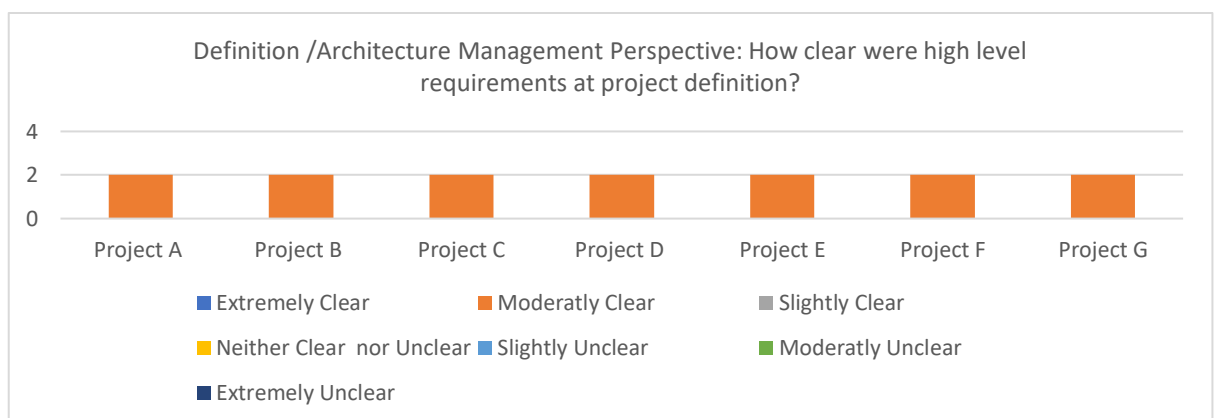 Definition /Architecture Management Perspective: How clear were high level
requirements at project definition?
4
2
0
Project A Project B Project C Project D Project E Project F Project G
Extremely Clear Moderatly Clear Slightly Clear
Neither Clear nor Unclear Slightly Unclear Moderatly Unclear
Extremely Unclear